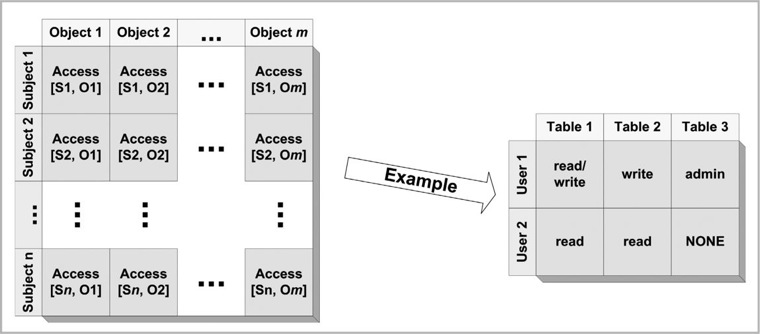 Object 1 Object 2 ... Object m
Subject 1
Access Access ... Access
[S1, O1] [S1, O2] [S1, Om]
Subject 2
Access Access ... Access
[S2, O1] [S2, O2] [S2, Om]
... ... ... ...
Subject n
Access Access ... Access
[Sn, O1] [Sn, O2] [Sn, Om]
Example
Table 1 Table 2 Table 3
User 1
read/ write admin
write
User 2
read read NONE